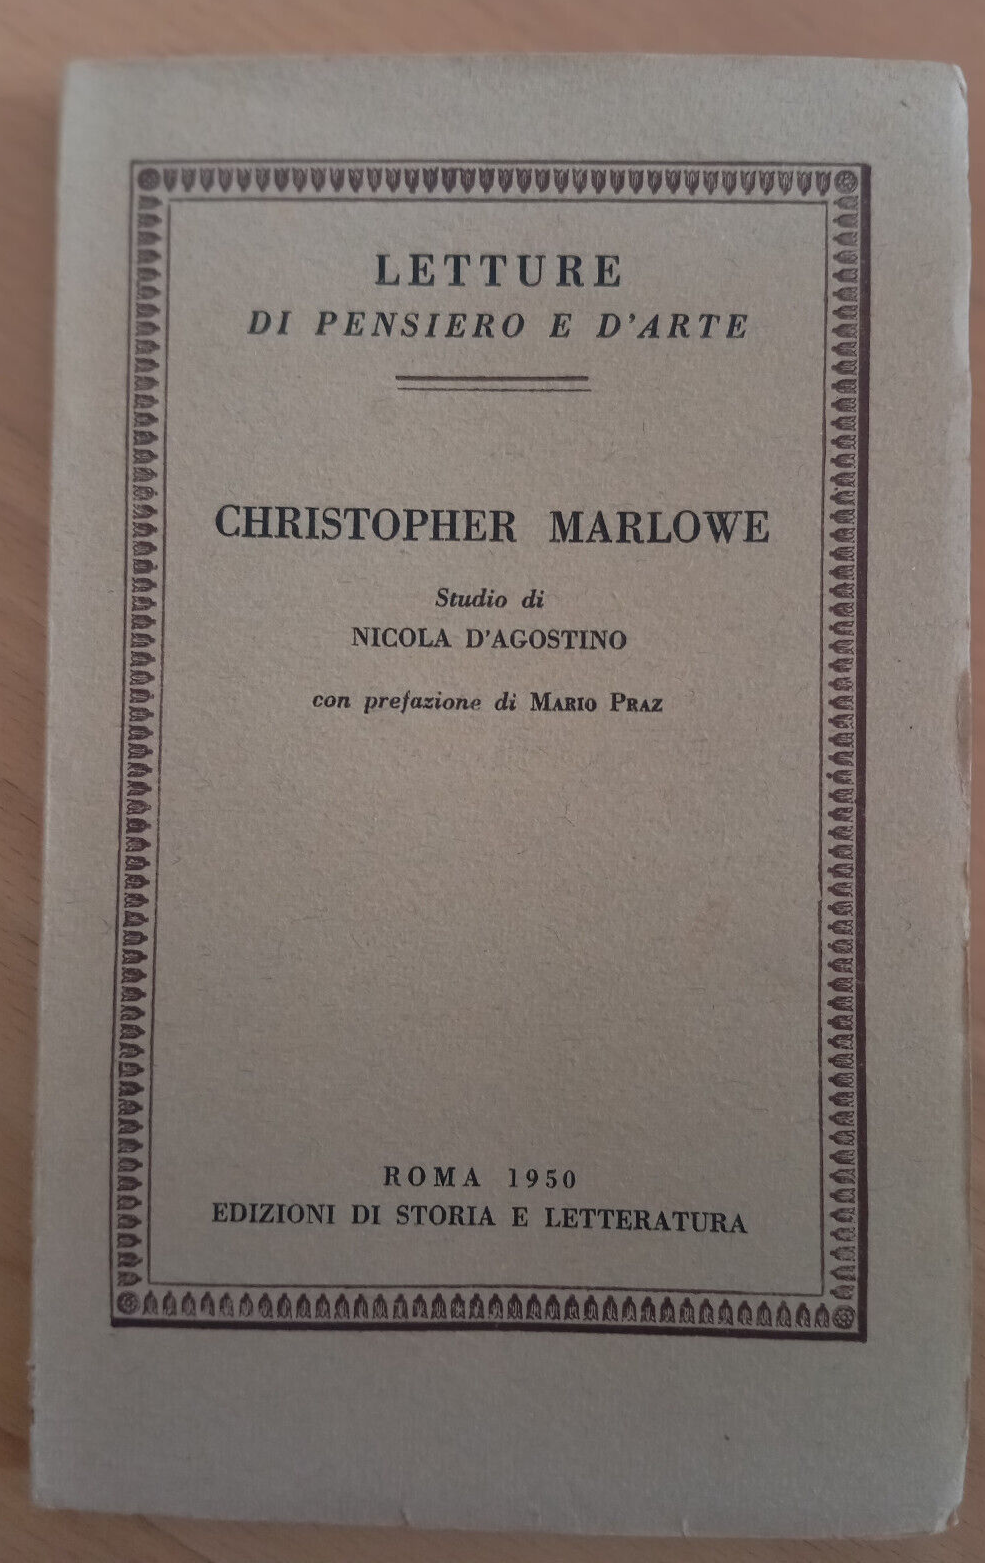 LETTURE
DI PENSIERO E D'ARTE
CHRISTOPHER MARLOWE
Studio di
NICOLA D'AGOSTINO
con prefazione di MARIO PRAZ
ROMA 1950
EDIZIONI DI STORIA E LETTERATURA